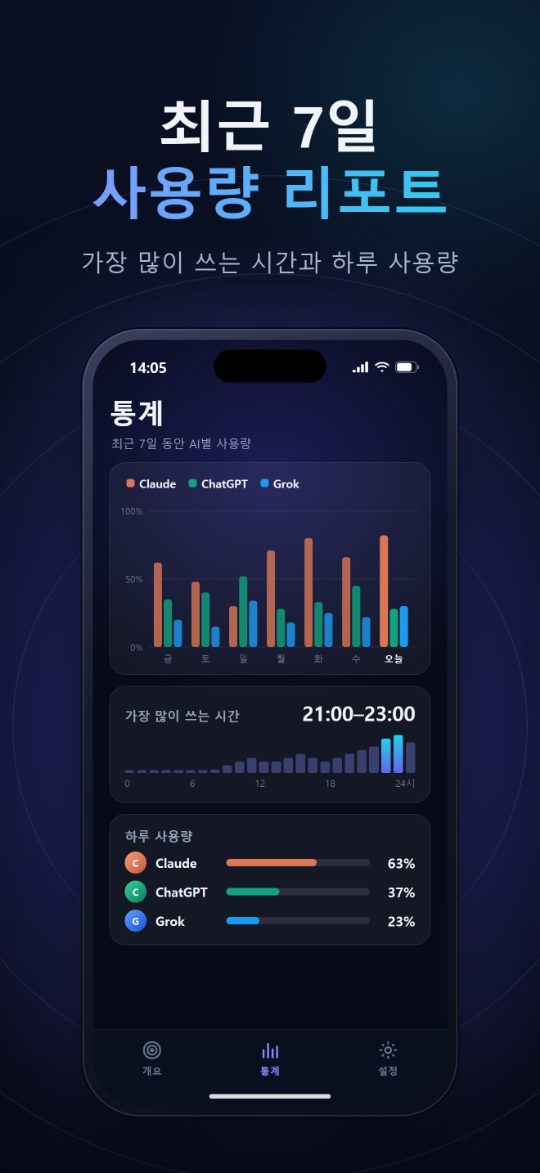 최근 7일
사용량 리포트
가장 많이 쓰는 시간과 하루 사용량
14:05
통계
최근 7일 동안 AI별 사용량
Claude ChatGPT Grok
100%
50%
0%
금 토 일 월 화 수 오늘
가장 많이 쓰는 시간 21:00–23:00
0 6 12 18 24시
하루 사용량
C Claude 63%
C ChatGPT 37%
G Grok 23%
개요 통계 설정